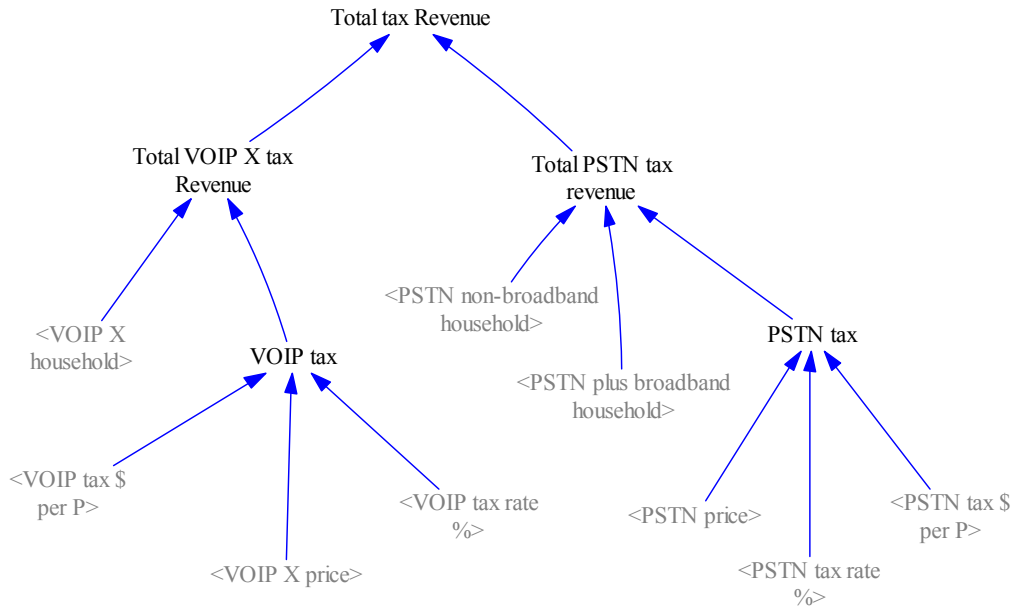 Total tax Revenue
Total VOIP X tax
Revenue
Total PSTN tax
revenue
<PSTN non-broadband
household>
<VOIP X
household>
VOIP tax
PSTN tax
<PSTN plus broadband
household>
<VOIP tax $
per P>
<VOIP tax rate
%>
<PSTN price>
<PSTN tax $
per P>
<VOIP X price>
<PSTN tax rate
%>